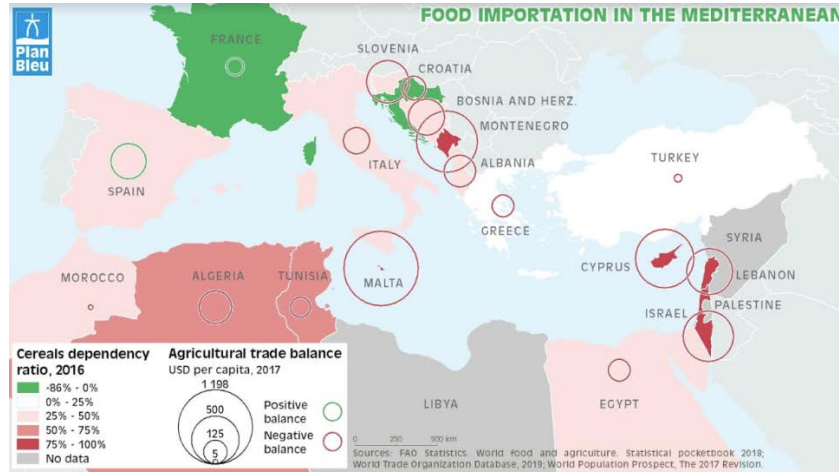 FOOD IMPORTATION IN THE MEDITERRANEAN
Plan
Bleu
FRANCE
SLOVENIA
CROATIA
BOSNIA AND HERZ.
MONTENEGRO
ALBANIA
ITALY
SPAIN
GREECE
TURKEY
SYRIA
CYPRUS
LEBANON
PALESTINE
ISRAEL
MOROCCO
ALGERIA
TUNISIA
MALTA
LIBYA
EGYPT
Cereals dependency
ratio, 2016
-86% - 0%
0% - 25%
25% - 50%
50% - 75%
75% - 100%
No data
Agricultural trade balance
USD per capita, 2017
1 198
500
125
5
Positive
balance
Negative
balance
0 250 500 km
Sources: FAO Statistics. World food and agriculture. Statistical pocketbook 2018;
World Trade Organization Database, 2019; World Population Prospect, The 2017 Revision.